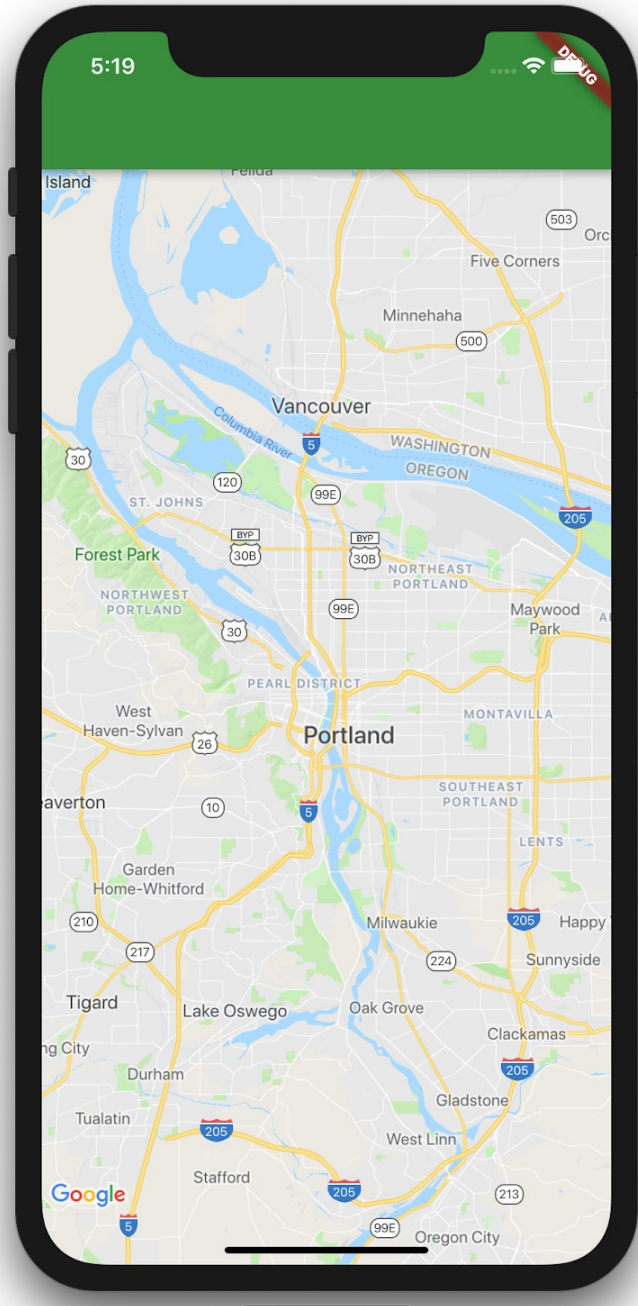 5:19
DEBUG
Island
Felida
503
Five Corners
Minnehaha
500
Vancouver
Columbia River
5
WASHINGTON
OREGON
30
120
99E
205
ST. JOHNS
BYP
30B
BYP
30B
Forest Park
NORTHEAST
PORTLAND
NORTHWEST
PORTLAND
99E
Maywood
Park
30
PEARL DISTRICT
West
Haven-Sylvan
MONTAVILLA
26
Portland
SOUTHEAST
PORTLAND
averton
10
5
LENTS
Garden
Home-Whitford
210
Milwaukie
205
Happy
217
224
Sunnyside
Tigard
Lake Oswego
Oak Grove
Clackamas
ng City
Durham
205
Gladstone
Tualatin
205
West Linn
Stafford
Google
205
213
5
99E
Oregon City